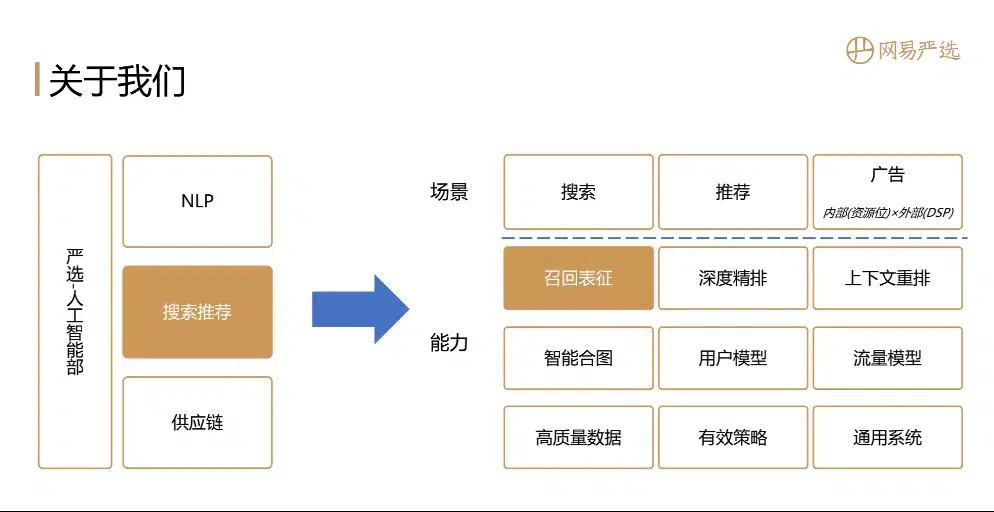 网易严选
关于我们
严选-人工智能部
NLP
搜索推荐
供应链
场景
搜索
推荐
广告
内部(资源位)×外部(DSP)
能力
召回表征
深度精排
上下文重排
智能合图
用户模型
流量模型
高质量数据
有效策略
通用系统